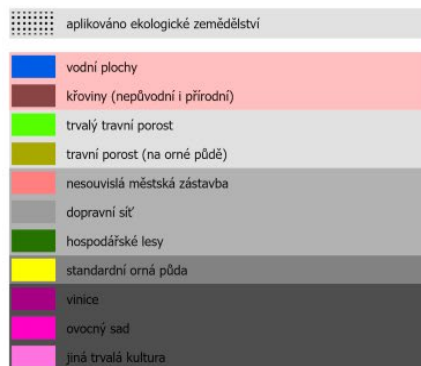 aplikováno ekologické zemědělství
vodní plochy
křoviny (nepůvodní i přírodní)
trvalý travní porost
travní porost (na orné půdě)
nesouvislá městská zástavba
dopravní síť
hospodářské lesy
standardní orná půda
vinice
ovocný sad
jiná trvalá kultura